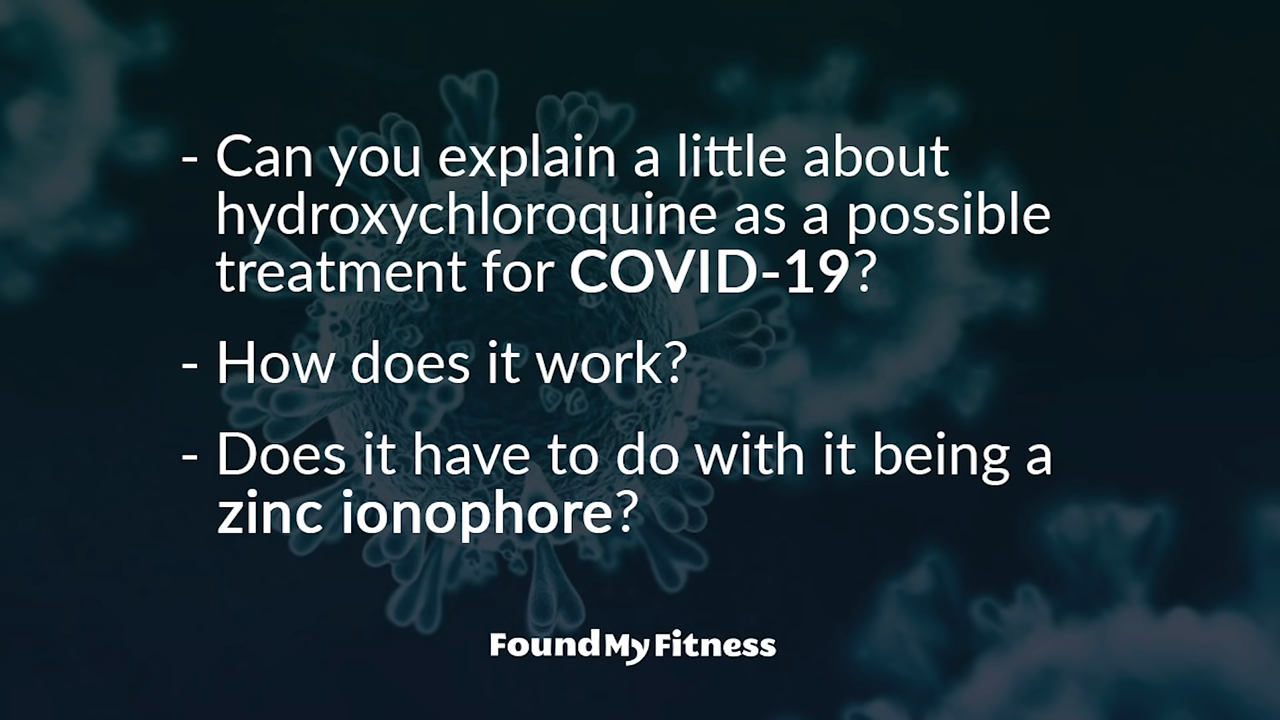 - Can you explain a little about
hydroxychloroquine as a possible
treatment for COVID-19?
- How does it work?
- Does it have to do with it being a
zinc ionophore?
FoundMyFitness